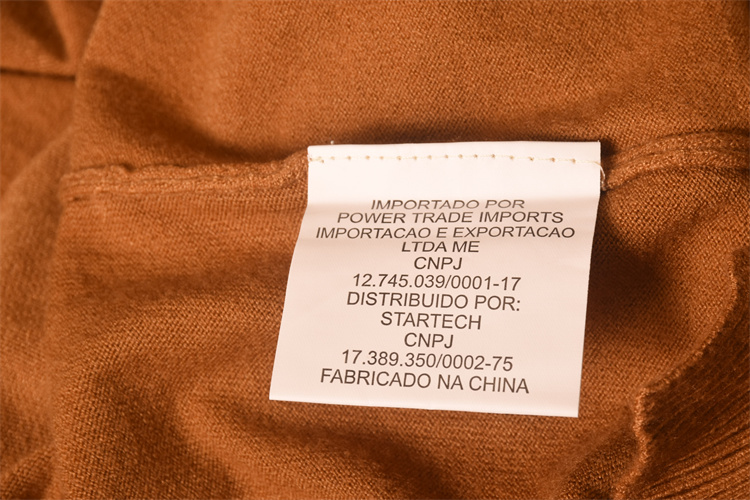 IMPORTADO POR
POWER TRADE IMPORTS
IMPORTACAO E EXPORTACAO
LTDA ME
CNPJ
12.745.039/0001-17
DISTRIBUIDO POR:
STARTECH
CNPJ
17.389.350/0002-75
FABRICADO NA CHINA